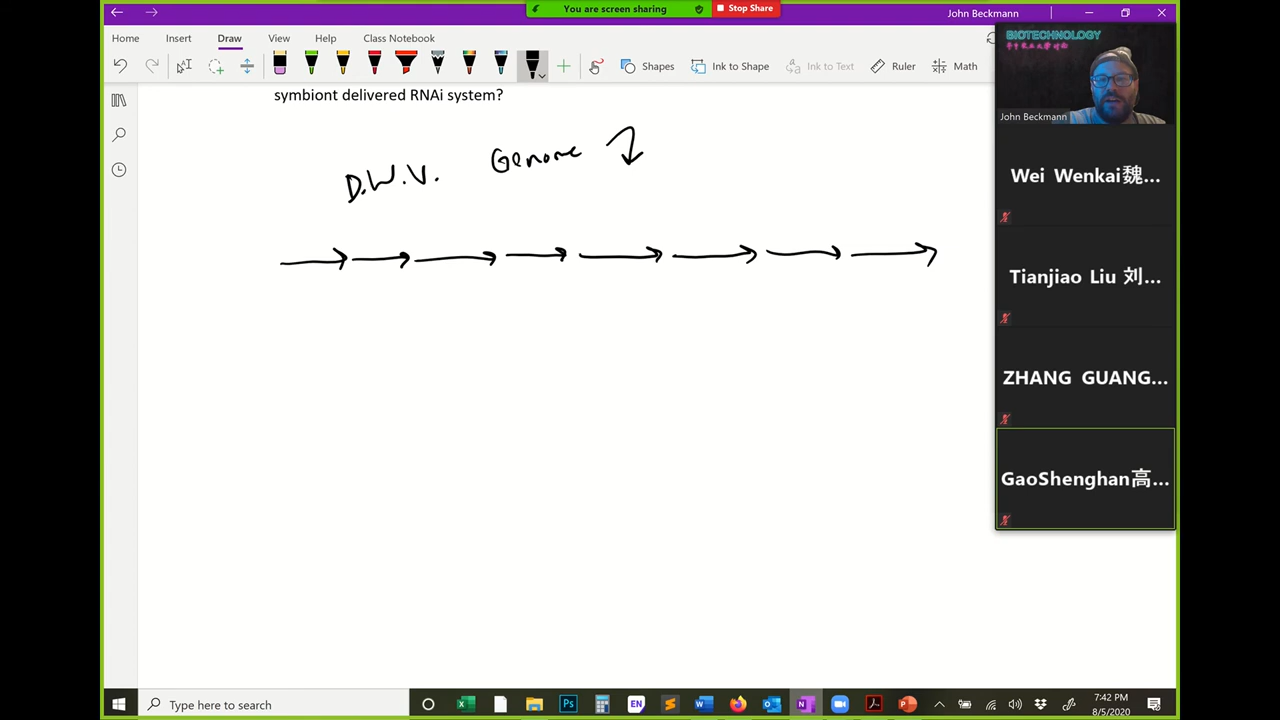 You are screen sharing Stop Share
John Beckmann
Home Insert Draw View Help Class Notebook
Shapes Ink to Shape Ink to Text Ruler Math
symbiont delivered RNAi system?
D.W.V. Genome
BIOTECHNOLOGY
John Beckmann
Wei Wenkai魏...
Tianjiao Liu 刘...
ZHANG GUANG...
GaoShenghan高...
Type here to search
EN
7:42 PM
8/5/2020